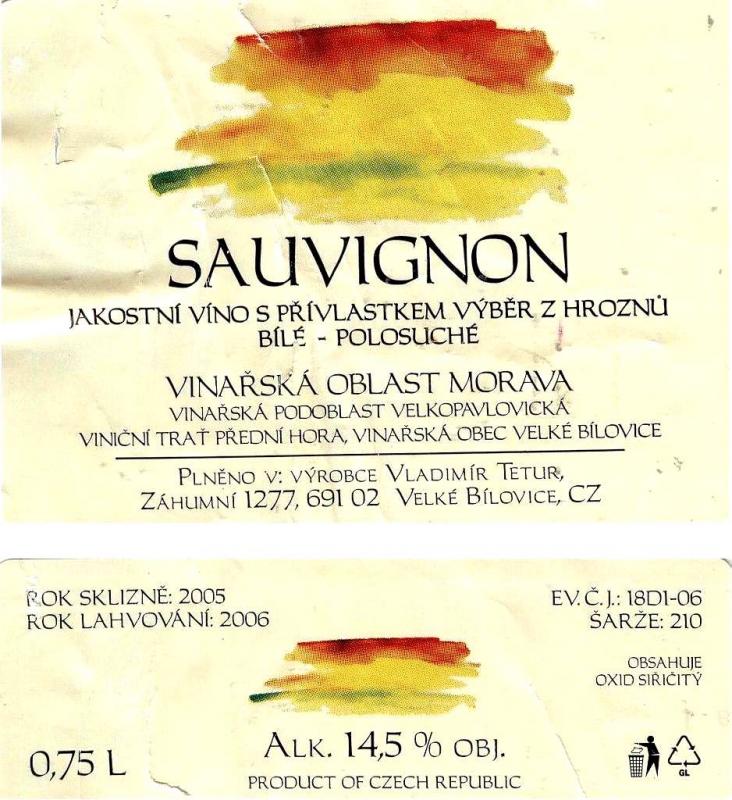 SAUVIGNON
JAKOSTNÍ VÍNO S PŘÍVLASTKEM VÝBĚR Z HROZNŮ
BÍLÉ - POLOSUCHÉ
VINAŘSKÁ OBLAST MORAVA
VINAŘSKÁ PODOBLAST VELKOPAVLOVICKÁ
VINIČNÍ TRAŤ PŘEDNÍ HORA, VINAŘSKÁ OBEC VELKÉ BÍLOVICE
PLNĚNO V: VÝROBCE VLADIMÍR TETUR,
ZÁHUMNÍ 1277, 691 02 VELKÉ BÍLOVICE, CZ
ROK SKLIZNĚ: 2005
ROK LAHVOVÁNÍ: 2006
EV. Č. J.: 18D1-06
ŠARŽE: 210
OBSAHUJE
OXID SIŘIČITÝ
0,75 L
ALK. 14,5 % OBJ.
PRODUCT OF CZECH REPUBLIC
GL